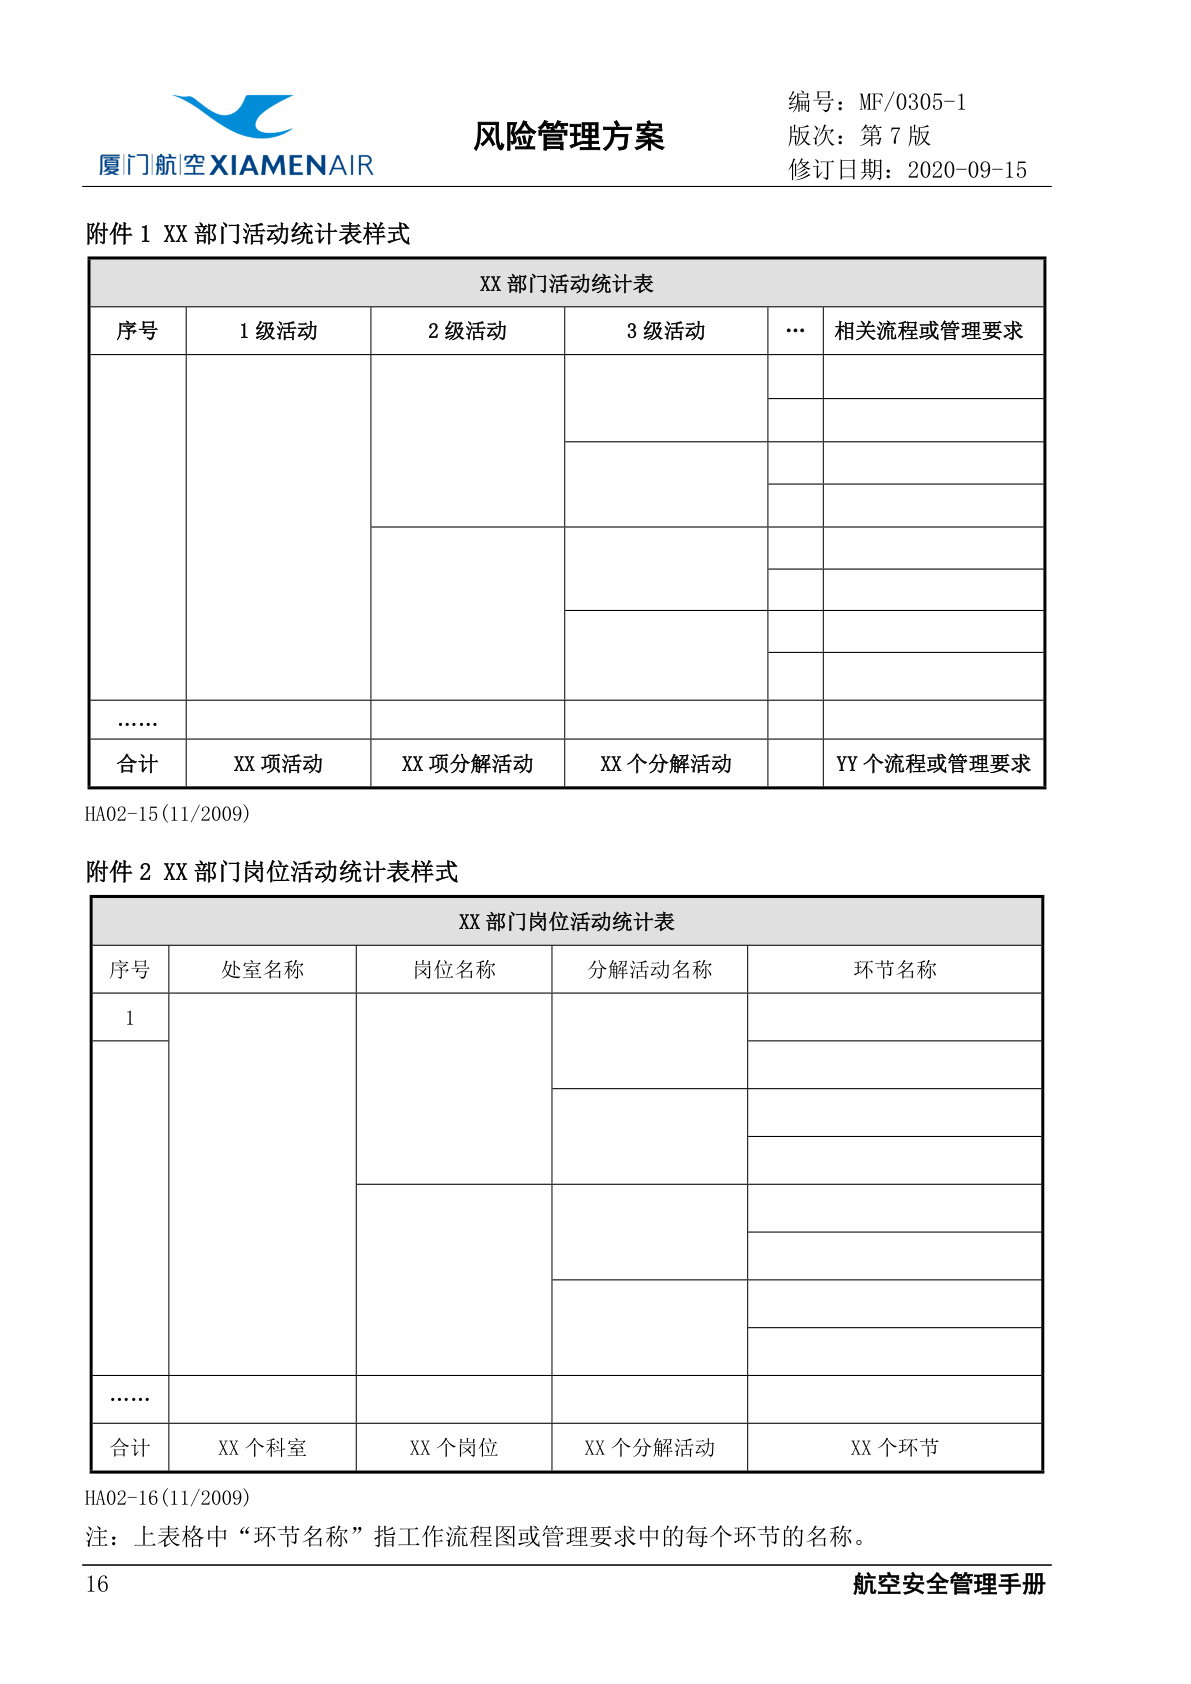 厦门航空 XIAMENAIR
风险管理方案
编号：MF/0305-1
版次：第 7 版
修订日期：2020-09-15
附件 1 XX 部门活动统计表样式
XX 部门活动统计表
序号 1 级活动 2 级活动 3 级活动 … 相关流程或管理要求
……
合计 XX 项活动 XX 项分解活动 XX 个分解活动 YY 个流程或管理要求
HA02-15(11/2009)
附件 2 XX 部门岗位活动统计表样式
XX 部门岗位活动统计表
序号 处室名称 岗位名称 分解活动名称 环节名称
1
……
合计 XX 个科室 XX 个岗位 XX 个分解活动 XX 个环节
HA02-16(11/2009)
注：上表格中“环节名称”指工作流程图或管理要求中的每个环节的名称。
16 航空安全管理手册